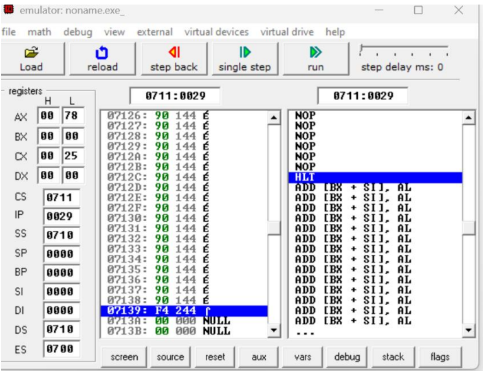 emulator: noname.exe_
file math debug view external virtual devices virtual drive help
Load reload step back single step run step delay ms: 0
registers
H L
AX 00 78
BX 00 00
CX 00 25
DX 00 00
CS 0711
IP 0029
SS 0710
SP 0000
BP 0000
SI 0000
DI 0000
DS 0710
ES 0700
0711:0029
07126: 90 144 É
07127: 90 144 É
07128: 90 144 É
07129: 90 144 É
0712A: 90 144 É
0712B: 90 144 É
0712C: 90 144 É
0712D: 90 144 É
0712E: 90 144 É
0712F: 90 144 É
07130: 90 144 É
07131: 90 144 É
07132: 90 144 É
07133: 90 144 É
07134: 90 144 É
07135: 90 144 É
07136: 90 144 É
07137: 90 144 É
07138: 90 144 É
07139: F4 244 ⌠
0713A: 00 000 NULL
0713B: 00 000 NULL
0711:0029
NOP
NOP
NOP
NOP
NOP
NOP
HLT
ADD [BX + SI], AL
ADD [BX + SI], AL
ADD [BX + SI], AL
ADD [BX + SI], AL
ADD [BX + SI], AL
ADD [BX + SI], AL
ADD [BX + SI], AL
ADD [BX + SI], AL
ADD [BX + SI], AL
ADD [BX + SI], AL
ADD [BX + SI], AL
ADD [BX + SI], AL
ADD [BX + SI], AL
ADD [BX + SI], AL
...
screen source reset aux vars debug stack flags